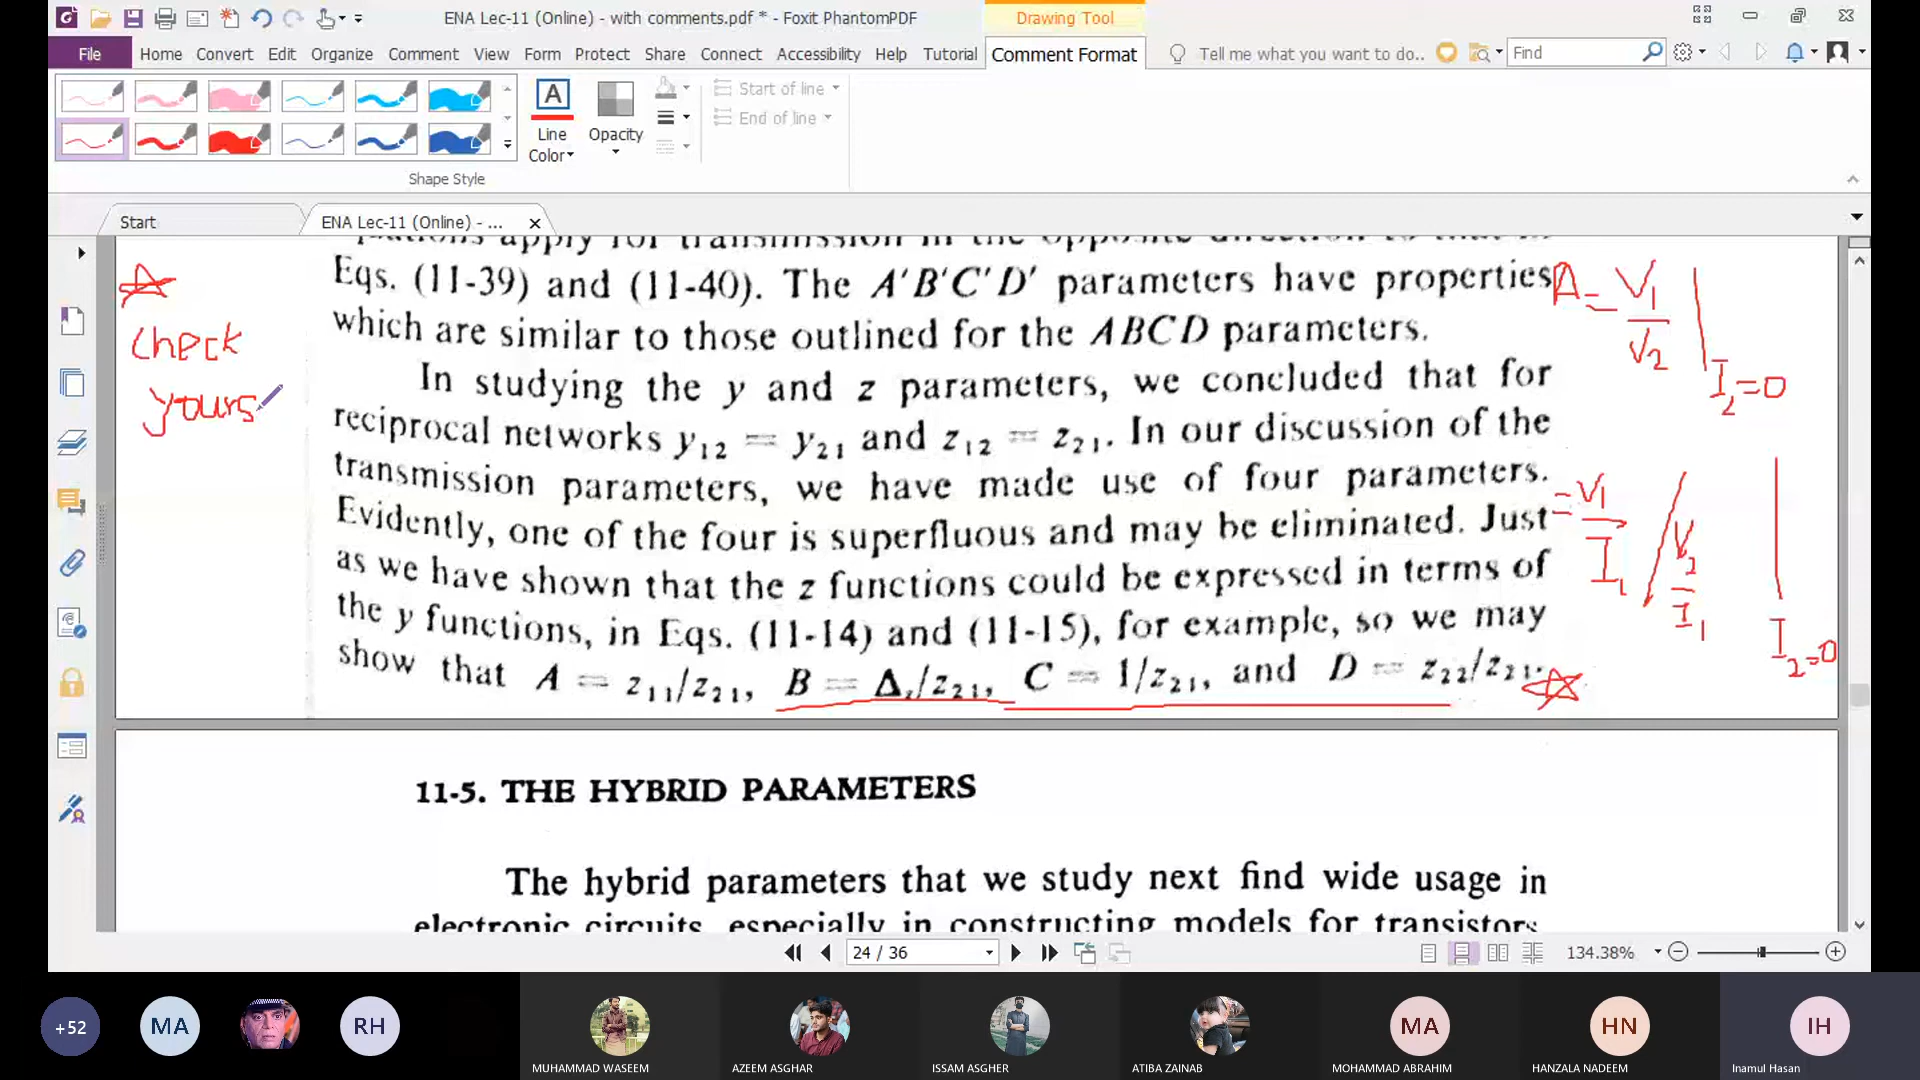 ENA Lec-11 (Online) - with comments.pdf * - Foxit PhantomPDF
Drawing Tool
File Home Convert Edit Organize Comment View Form Protect Share Connect Accessibility Help Tutorial Comment Format Tell me what you want to do.. Find
Start of line
End of line
Line Color
Opacity
Shape Style
Start
ENA Lec-11 (Online) - ...
apply for transmission in the opposite direction to that in
Eqs. (11-39) and (11-40). The A′B′C′D′ parameters have properties
which are similar to those outlined for the ABCD parameters.
In studying the y and z parameters, we concluded that for
reciprocal networks y₁₂ = y₂₁ and z₁₂ = z₂₁. In our discussion of the
transmission parameters, we have made use of four parameters.
Evidently, one of the four is superfluous and may be eliminated. Just
as we have shown that the z functions could be expressed in terms of
the y functions, in Eqs. (11-14) and (11-15), for example, so we may
show that A = z₁₁/z₂₁, B = Δ_z/z₂₁, C = 1/z₂₁, and D = z₂₂/z₂₁.
check
yours
A = V₁/V₂ | I₂=0
= V₁/I₁ / V₂/I₁ | I₂=0
11-5. THE HYBRID PARAMETERS
The hybrid parameters that we study next find wide usage in
electronic circuits, especially in constructing models for transistors.
24 / 36
134.38%
+52
MA
RH
MA
HN
IH
MUHAMMAD WASEEM
AZEEM ASGHAR
ISSAM ASGHER
ATIBA ZAINAB
MOHAMMAD ABRAHIM
HANZALA NADEEM
Inamul Hasan